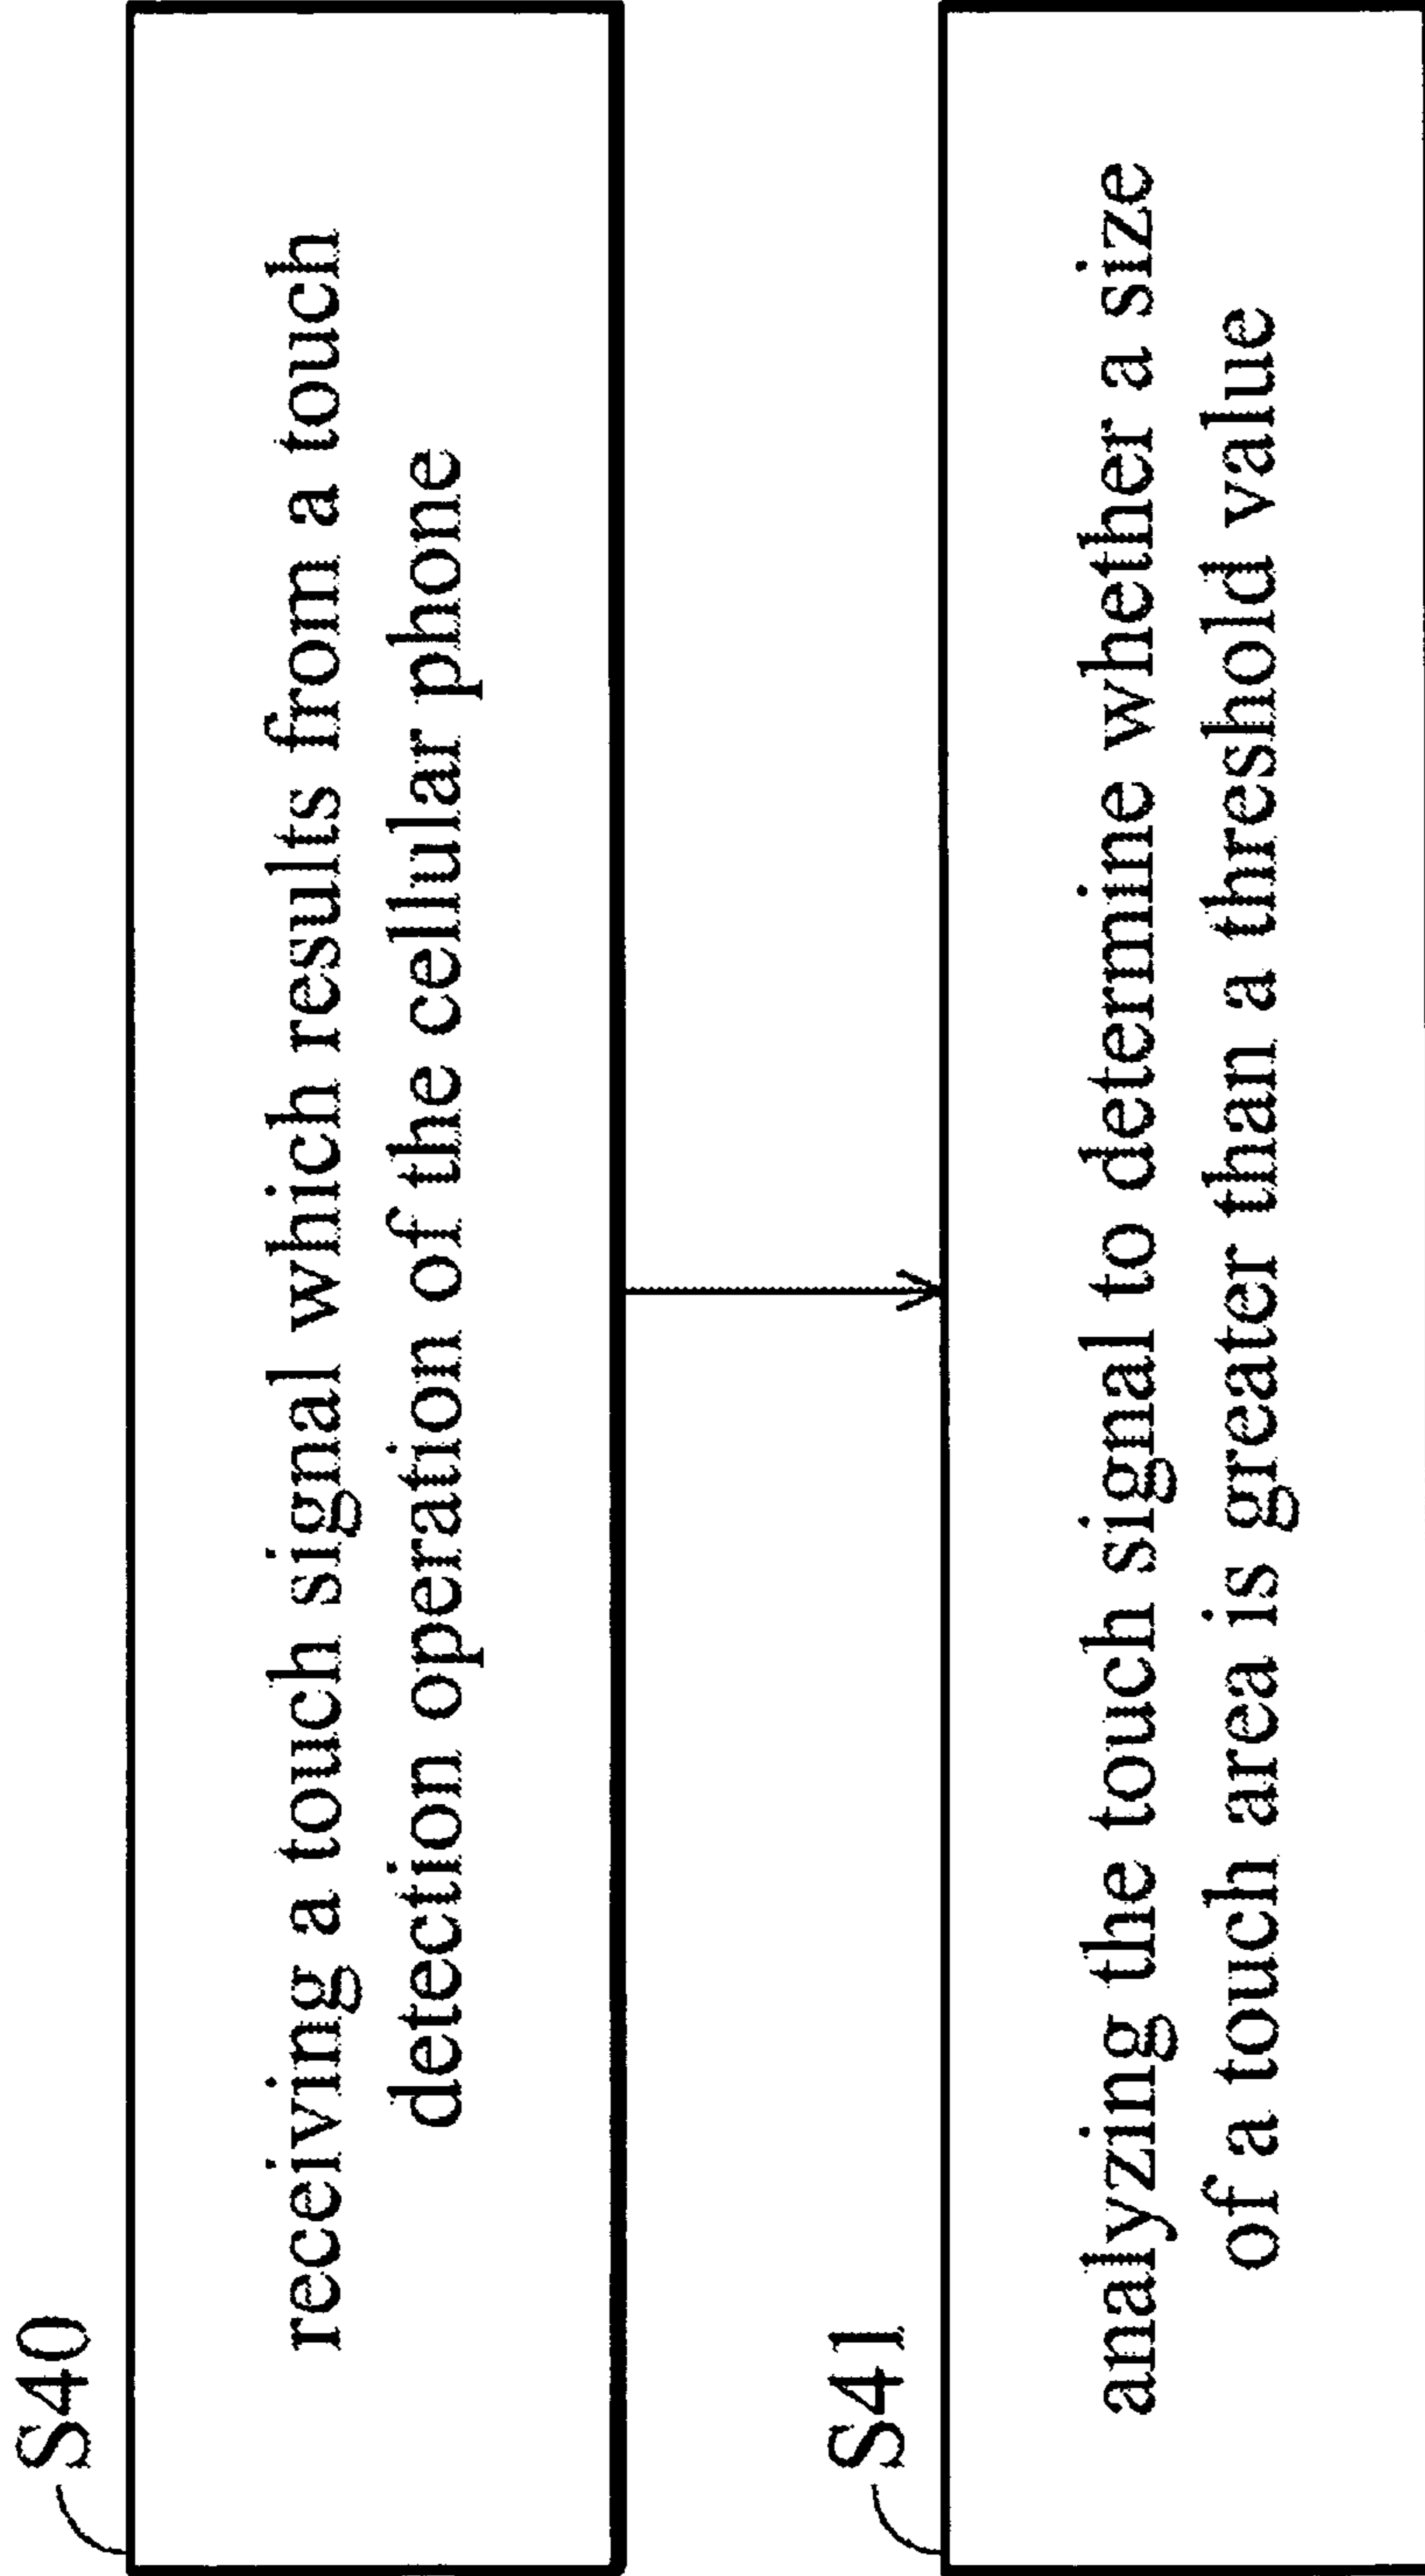 S40
receiving a touch signal which results from a touch
detection operation of the cellular phone
S41
analyzing the touch signal to determine whether a size
of a touch area is greater than a threshold value